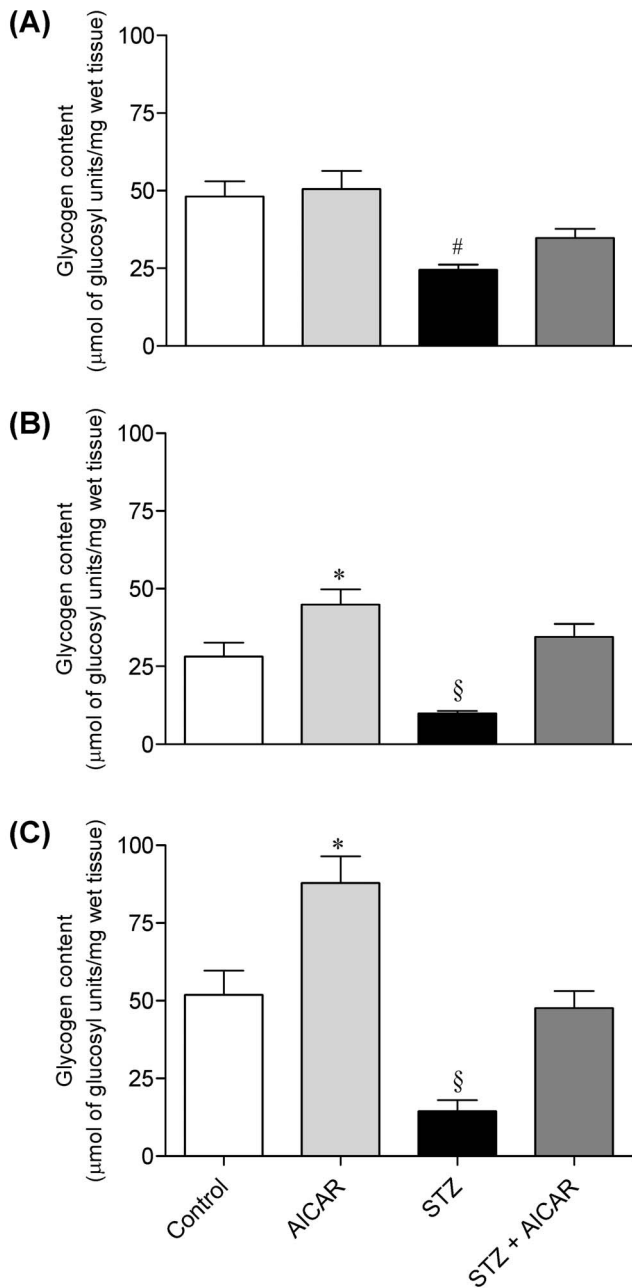 (A)
Glycogen content
(µmol of glucosyl units/mg wet tissue)
100
75
50
25
0
#
(B)
Glycogen content
(µmol of glucosyl units/mg wet tissue)
100
75
50
25
0
*
§
(C)
Glycogen content
(µmol of glucosyl units/mg wet tissue)
100
75
50
25
0
*
§
Control
AICAR
STZ
STZ + AICAR